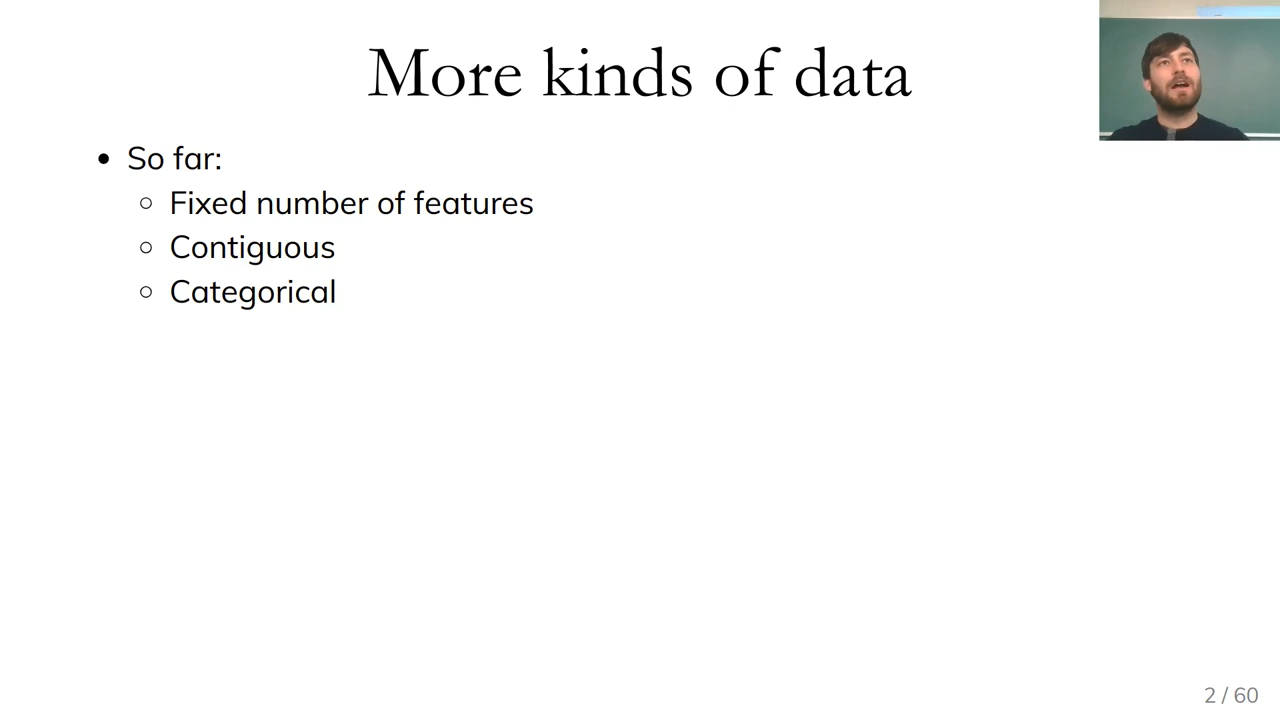 More kinds of data
So far:
Fixed number of features
Contiguous
Categorical
2 / 60